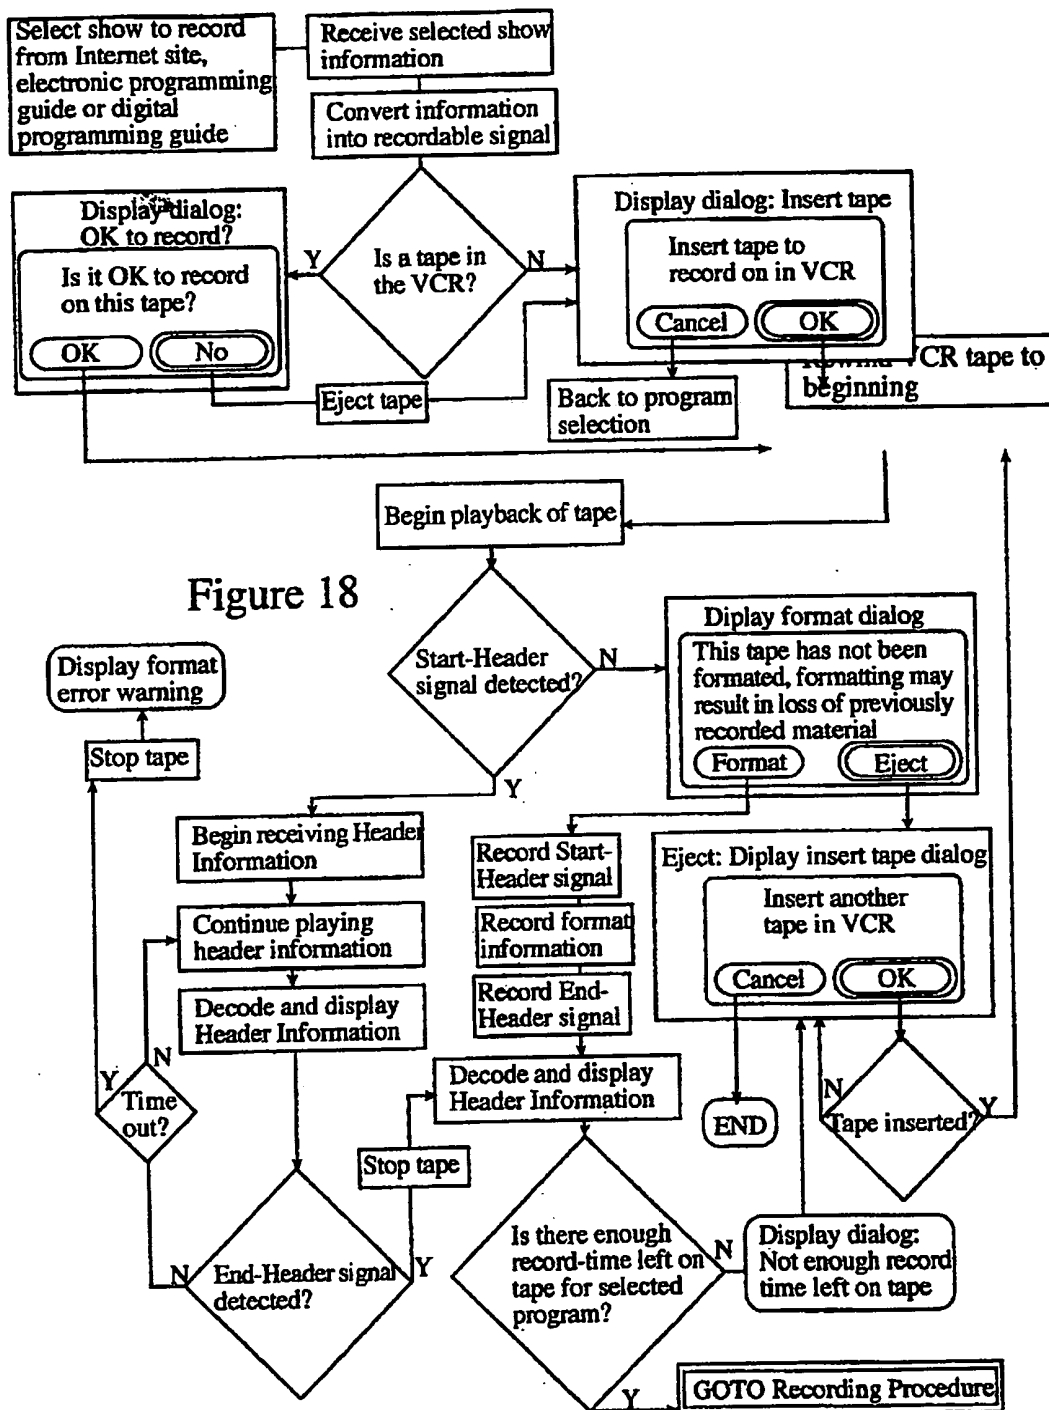 Select show to record
from Internet site,
electronic programming
guide or digital
programming guide
Receive selected show
information
Convert information
into recordable signal
Display dialog:
OK to record?
Is it OK to record
on this tape?
OK
No
Y
Is a tape in
the VCR?
N
Display dialog: Insert tape
Insert tape to
record on in VCR
Cancel
OK
Eject tape
Back to program
selection
VCR tape to
beginning
Begin playback of tape
Figure 18
Start-Header
signal detected?
N
Y
Diplay format dialog
This tape has not been
formated, formatting may
result in loss of previously
recorded material
Format
Eject
Display format
error warning
Stop tape
Begin receiving Header
Information
Continue playing
header information
Decode and display
Header Information
Y
N
Time
out?
N
End-Header signal
detected?
Y
Stop tape
Record Start-
Header signal
Record format
information
Record End-
Header signal
Decode and display
Header Information
Eject: Diplay insert tape dialog
Insert another
tape in VCR
Cancel
OK
END
N
Tape inserted?
Y
Is there enough
record-time left on
tape for selected
program?
N
Display dialog:
Not enough record
time left on tape
Y
GOTO Recording Procedure